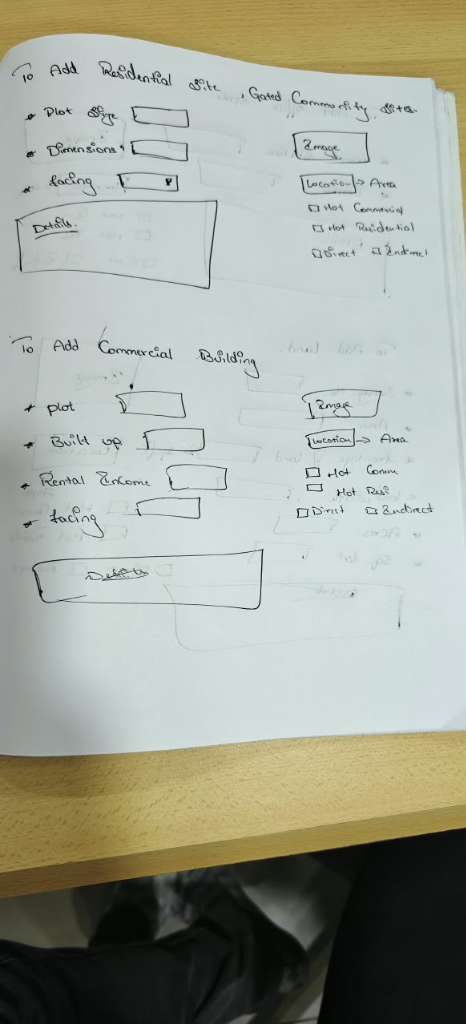 To Add Residential Site, Gated Community Sites
* Plot Size
* Dimensions
* facing
Image
Location → Area
Hot Commercial
Hot Residential
Direct Indirect
Details
To Add Commercial Building
* plot
* Built up
* Rental Income
* facing
Image
Location → Area
Hot Comm
Hot Resi
Direct Indirect
Details